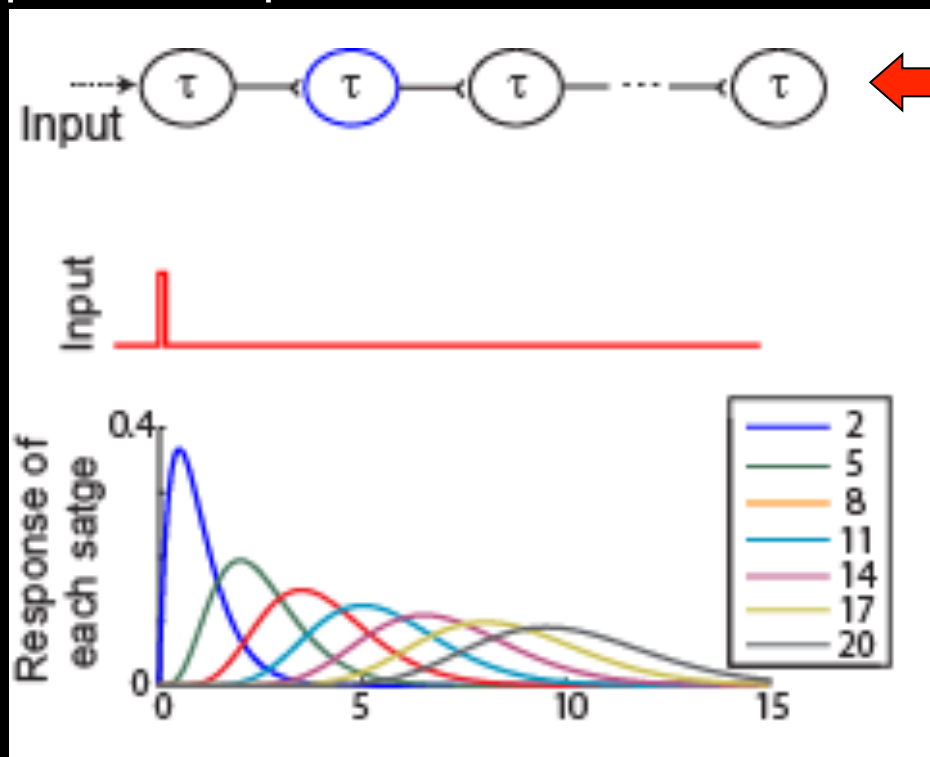 τ τ τ --- τ
Input
Input
Response of
each satge
0.4
0
0 5 10 15
2
5
8
11
14
17
20